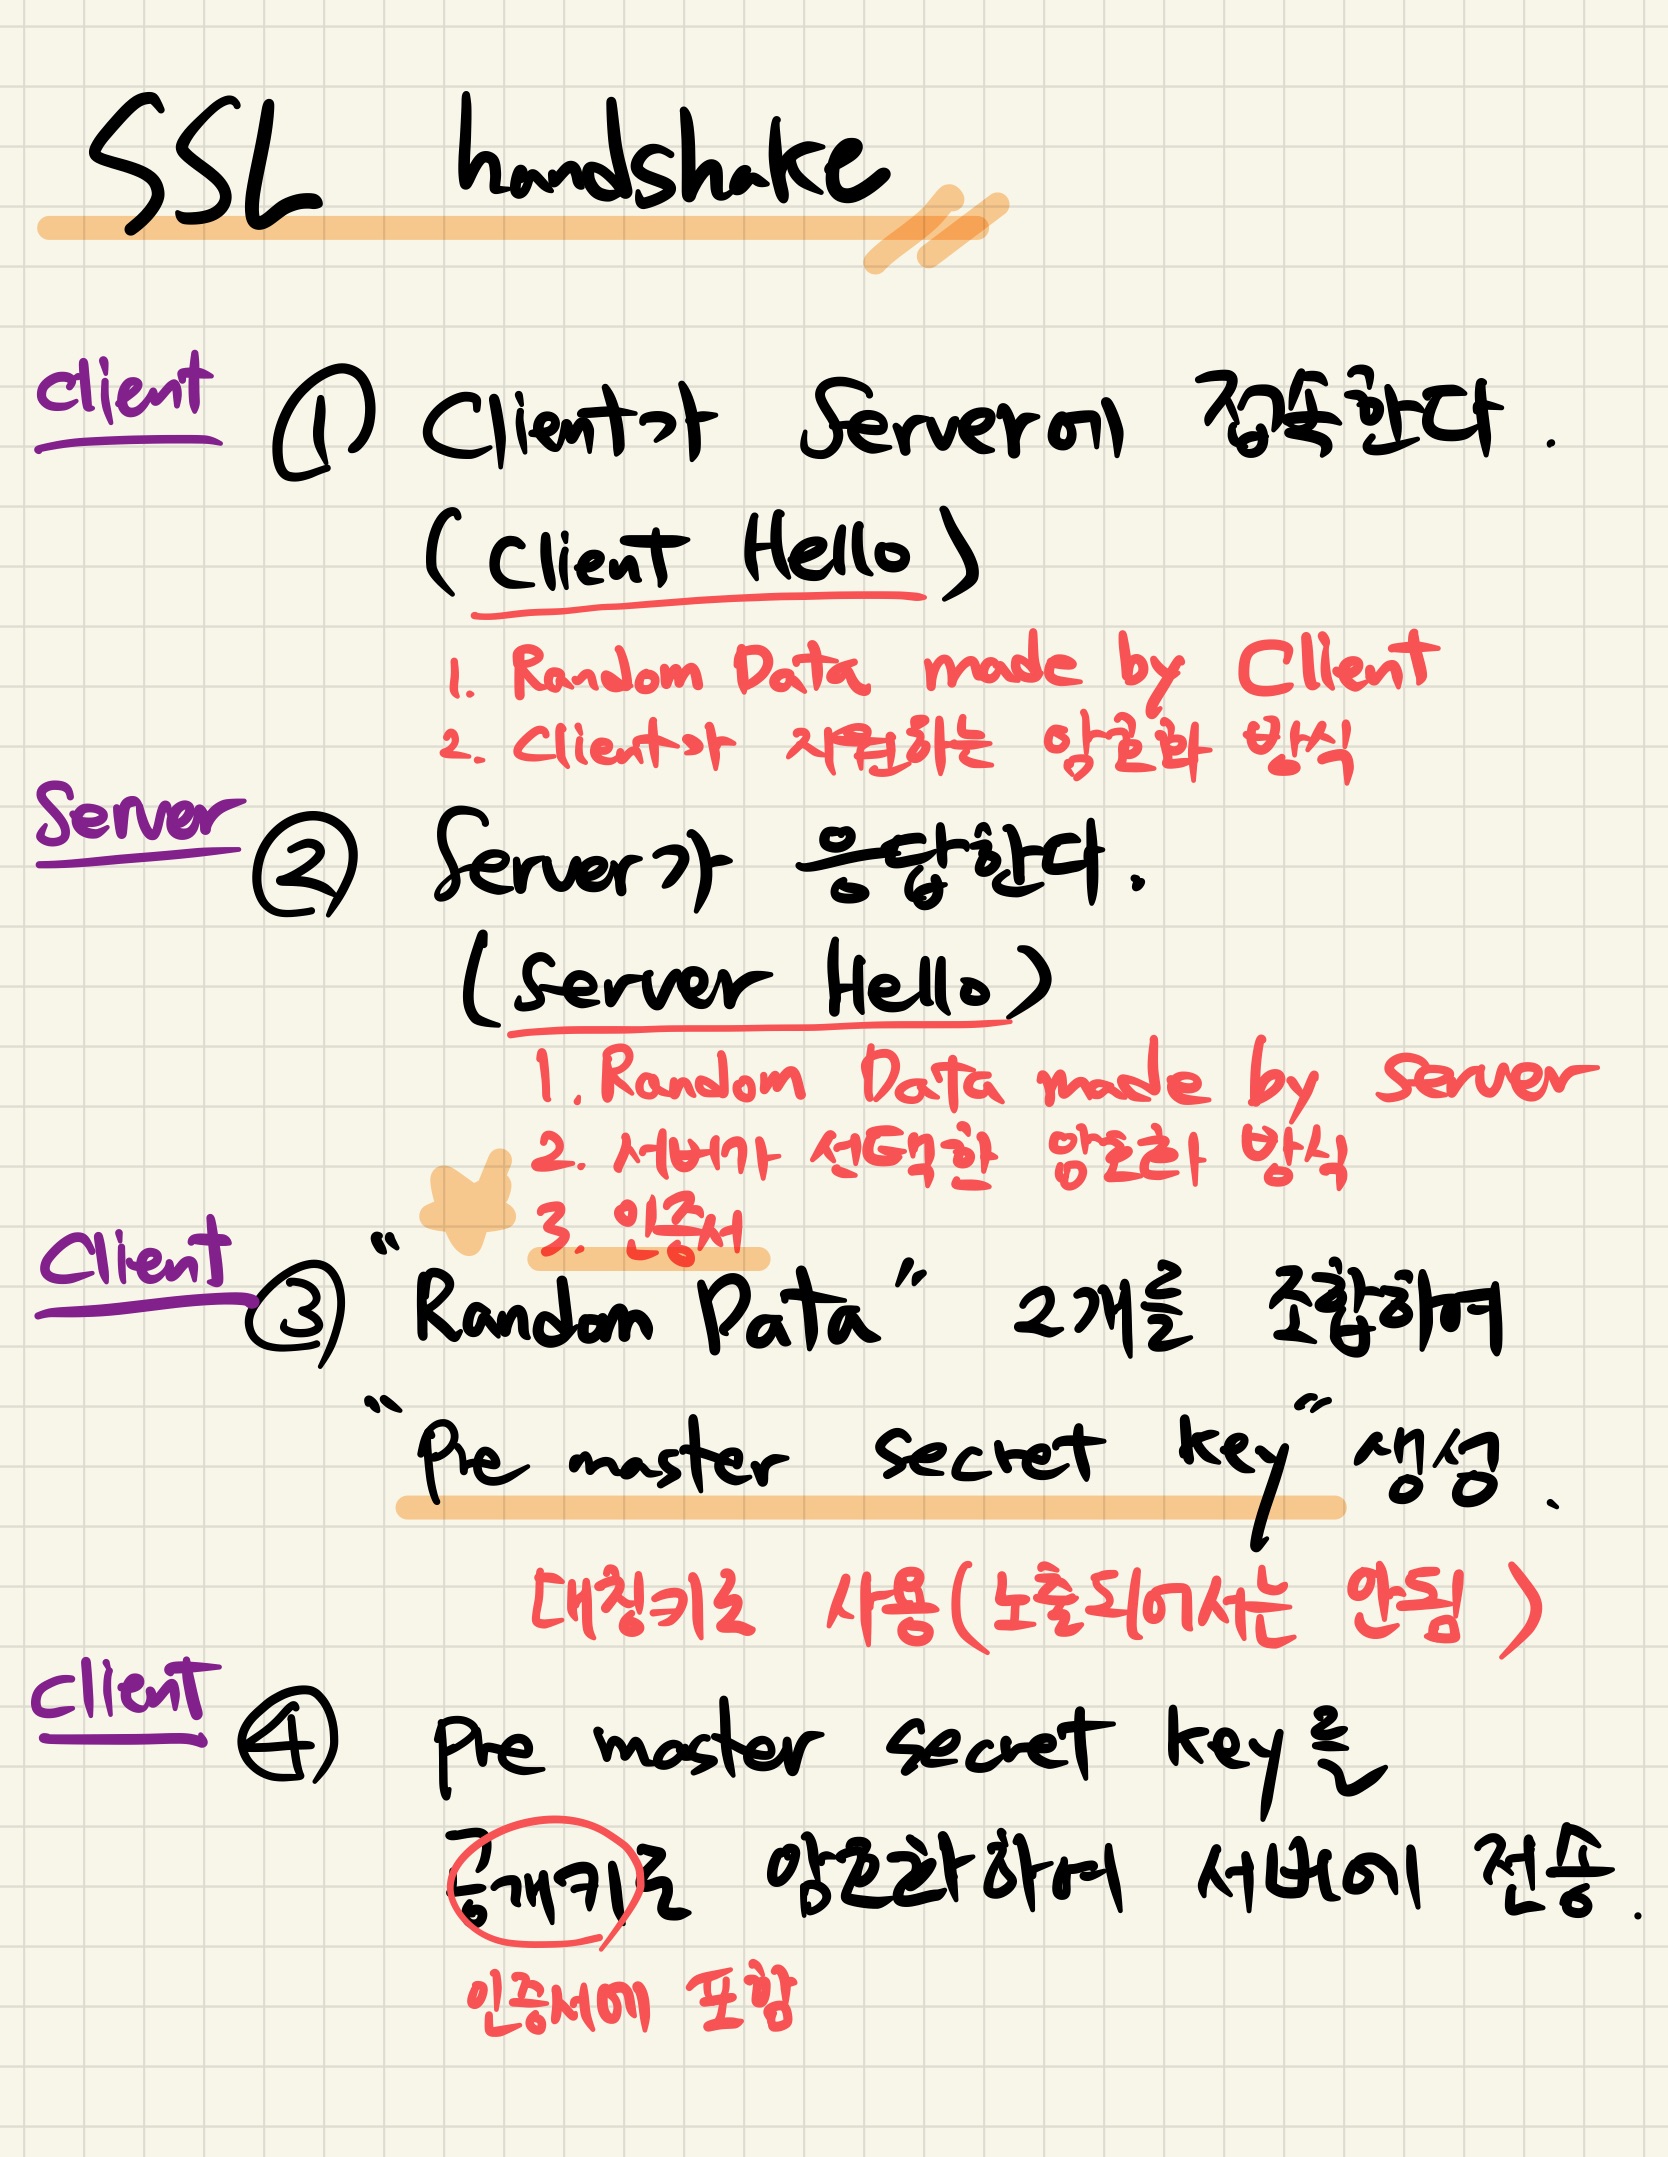 SSL handshake
Client ① Client가 Server에 접속한다.
(Client Hello)
1. Random Data made by Client
2. Client가 지원하는 암호화 방식
Server ② Server가 응답한다.
(Server Hello)
1. Random Data made by Server
2. 서버가 선택한 암호화 방식
3. 인증서
Client ③ "Random Data" 2개를 조합하여
"Pre master secret key" 생성.
대칭키로 사용(노출되어서는 안됨)
Client ④ Pre master secret key를
공개키로 암호화하여 서버에 전송.
인증서에 포함